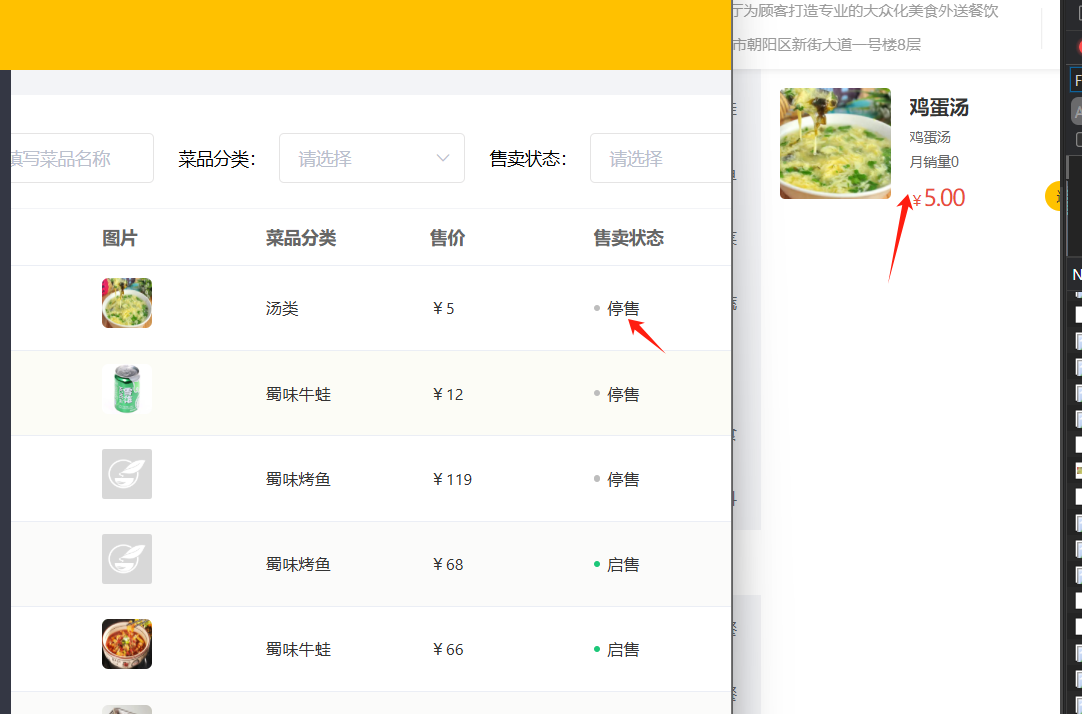 厅为顾客打造专业的大众化美食外送餐饮
市朝阳区新街大道一号楼8层
填写菜品名称
菜品分类:
请选择
售卖状态:
请选择
图片 菜品分类 售价 售卖状态
汤类 ¥5 停售
蜀味牛蛙 ¥12 停售
蜀味烤鱼 ¥119 停售
蜀味烤鱼 ¥68 启售
蜀味牛蛙 ¥66 启售
鸡蛋汤
鸡蛋汤
月销量0
¥5.00